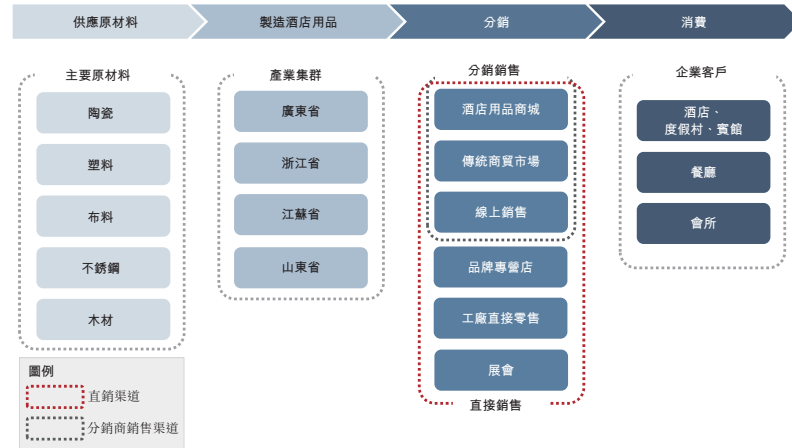 供應原材料
製造酒店用品
分銷
消費
主要原材料
陶瓷
塑料
布料
不銹鋼
木材
產業集群
廣東省
浙江省
江蘇省
山東省
分銷銷售
酒店用品商城
傳統商貿市場
線上銷售
品牌專營店
工廠直接零售
展會
直接銷售
企業客戶
酒店、
度假村、賓館
餐廳
會所
圖例
直銷渠道
分銷商銷售渠道